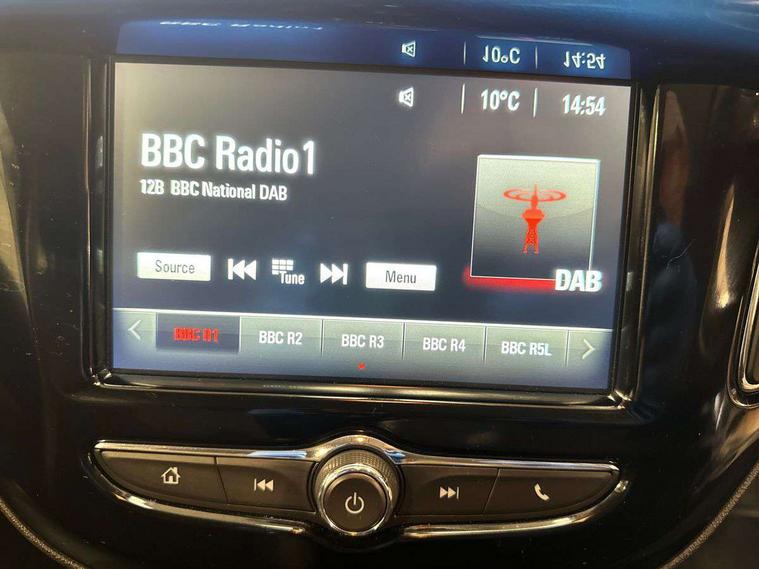 10°C 14:54
BBC Radio1
12B BBC National DAB
DAB
Source
Tune
Menu
BBC R1 BBC R2 BBC R3 BBC R4 BBC R5L